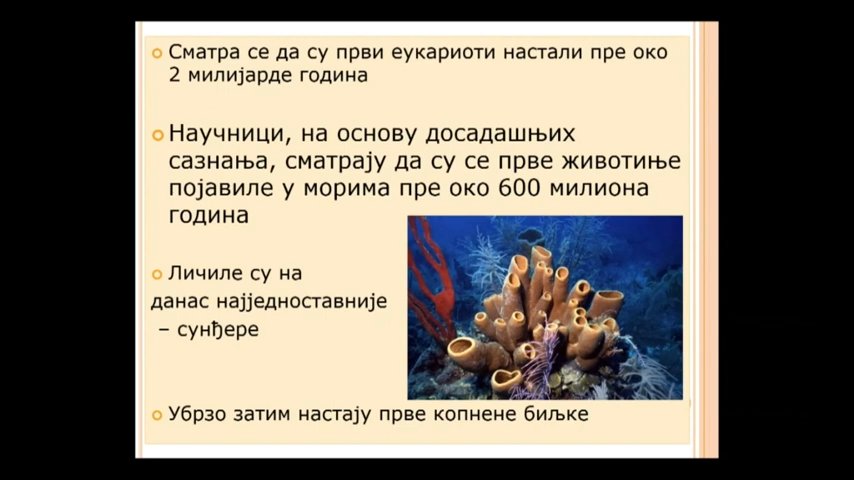 Сматра се да су први еукариоти настали пре око
2 милијарде година
Научници, на основу досадашњих
сазнања, сматрају да су се прве животиње
појавиле у морима пре око 600 милиона
година
Личиле су на
данас најједноставније
– сунђере
Убрзо затим настају прве копнене биљке